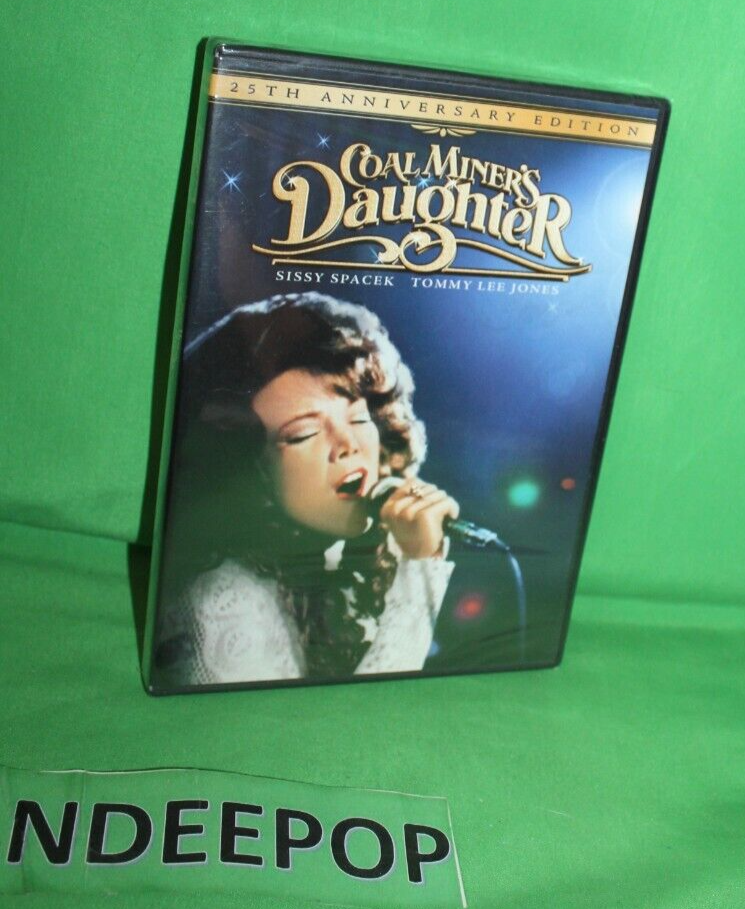 25TH ANNIVERSARY EDITION
COAL MINER'S
DaughteR
SISSY SPACEK TOMMY LEE JONES
NDEEPOP